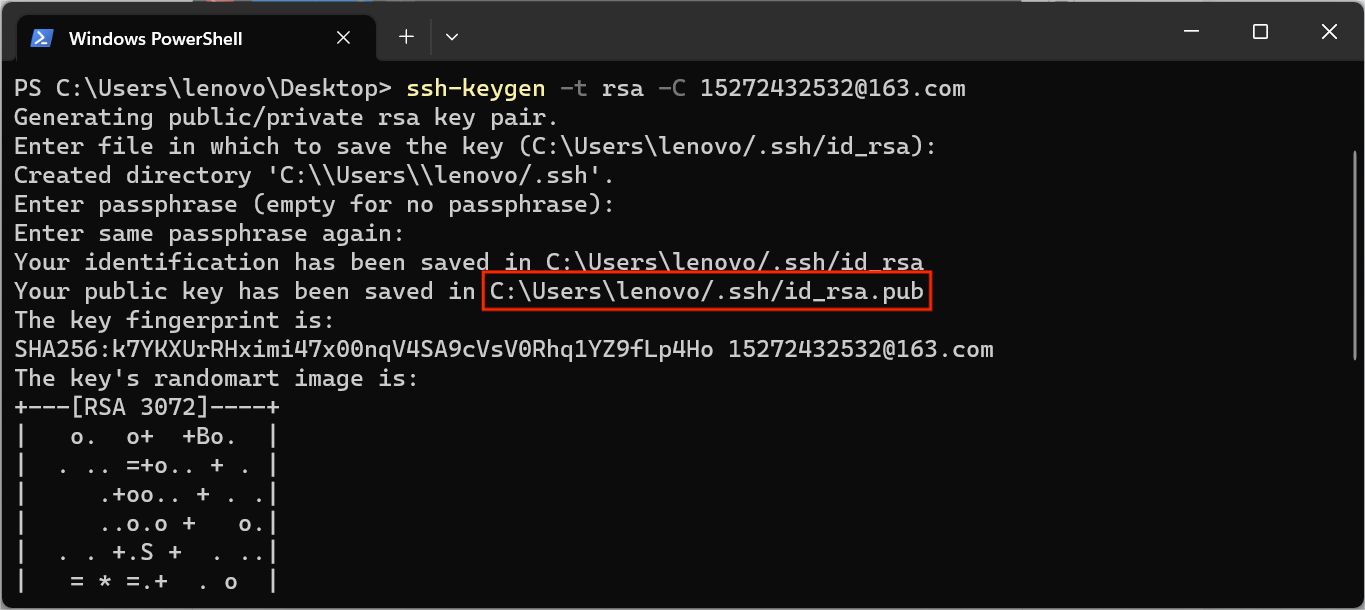 Windows PowerShell
PS C:\Users\lenovo\Desktop> ssh-keygen -t rsa -C 15272432532@163.com
Generating public/private rsa key pair.
Enter file in which to save the key (C:\Users\lenovo/.ssh/id_rsa):
Created directory 'C:\\Users\\lenovo/.ssh'.
Enter passphrase (empty for no passphrase):
Enter same passphrase again:
Your identification has been saved in C:\Users\lenovo/.ssh/id_rsa
Your public key has been saved in C:\Users\lenovo/.ssh/id_rsa.pub
The key fingerprint is:
SHA256:k7YKXUrRHximi47x00nqV4SA9cVsV0Rhq1YZ9fLp4Ho 15272432532@163.com
The key's randomart image is:
+---[RSA 3072]----+
|   o.  o+  +Bo.  |
|  . .. =+o.. + . |
|     .+oo.. + . .|
|     ..o.o +   o.|
|  . . +.S +  . ..|
|   = * =.+  . o  |